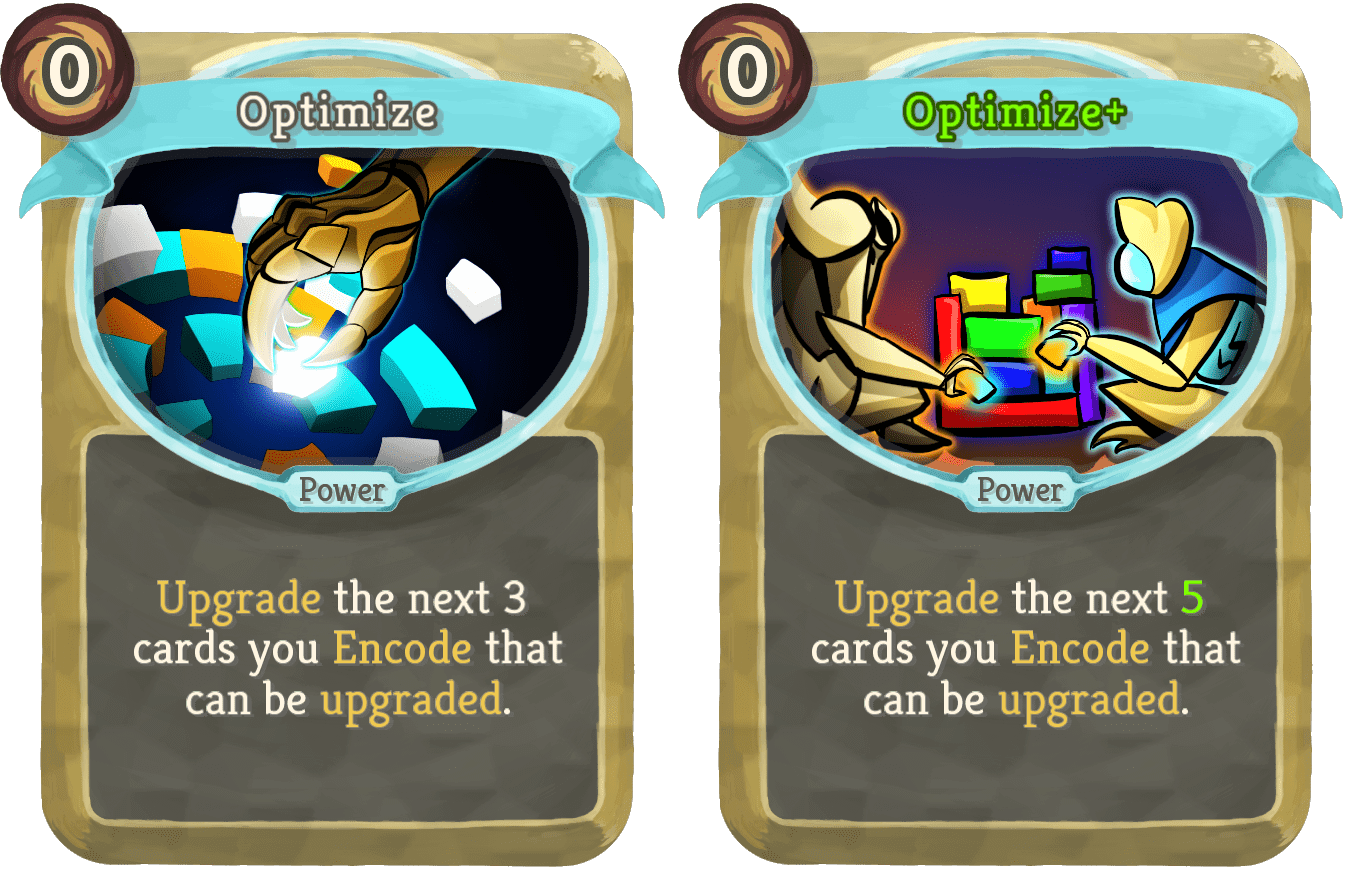 0
Optimize
Power
Upgrade the next 3
cards you Encode that
can be upgraded.
0
Optimize+
Power
Upgrade the next 5
cards you Encode that
can be upgraded.